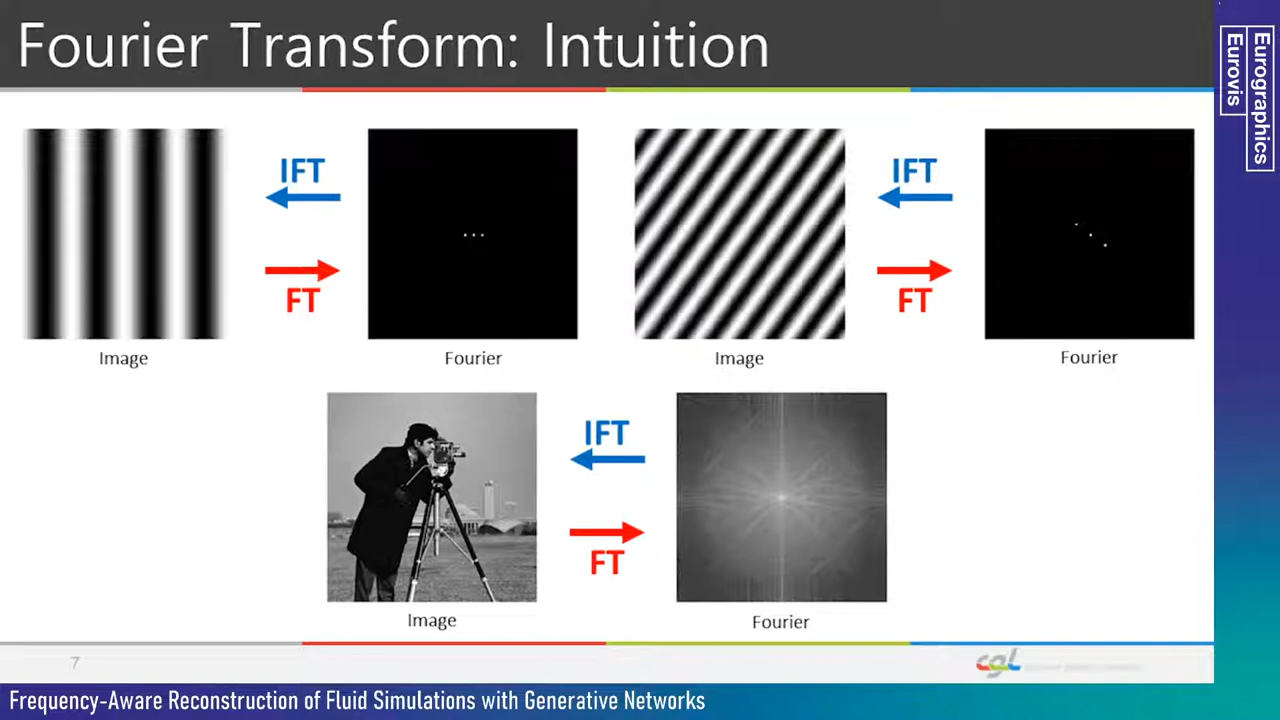 Fourier Transform: Intuition
Eurographics
Eurovis
IFT
FT
IFT
FT
Image
Fourier
Image
Fourier
IFT
FT
Image
Fourier
7
cgl
Frequency-Aware Reconstruction of Fluid Simulations with Generative Networks